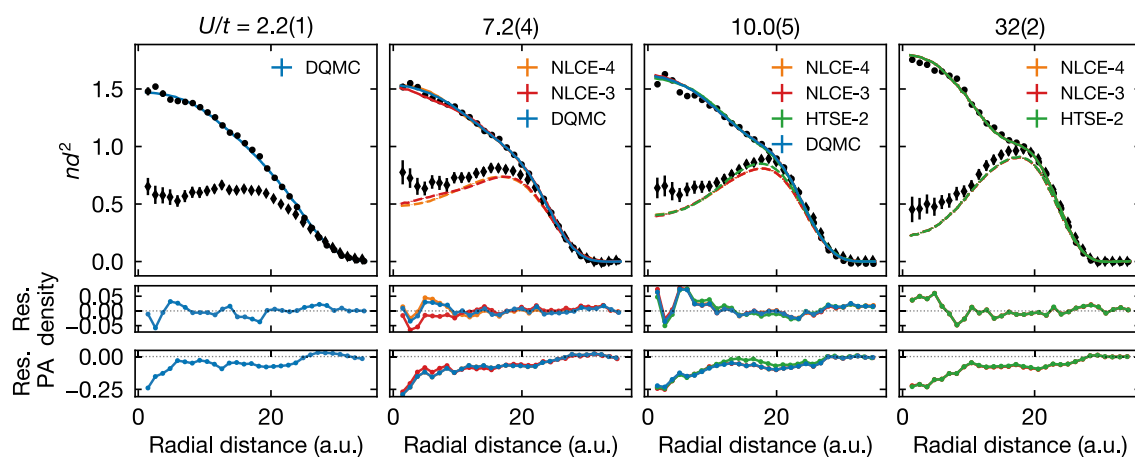 U/t = 2.2(1)
7.2(4)
10.0(5)
32(2)
nd²
1.5
1.0
0.5
0.0
DQMC
NLCE-4
NLCE-3
DQMC
NLCE-4
NLCE-3
HTSE-2
DQMC
NLCE-4
NLCE-3
HTSE-2
Res.
density
0.05
0.00
−0.05
Res.
PA
0.00
−0.25
0 20
0 20
0 20
0 20
Radial distance (a.u.)
Radial distance (a.u.)
Radial distance (a.u.)
Radial distance (a.u.)